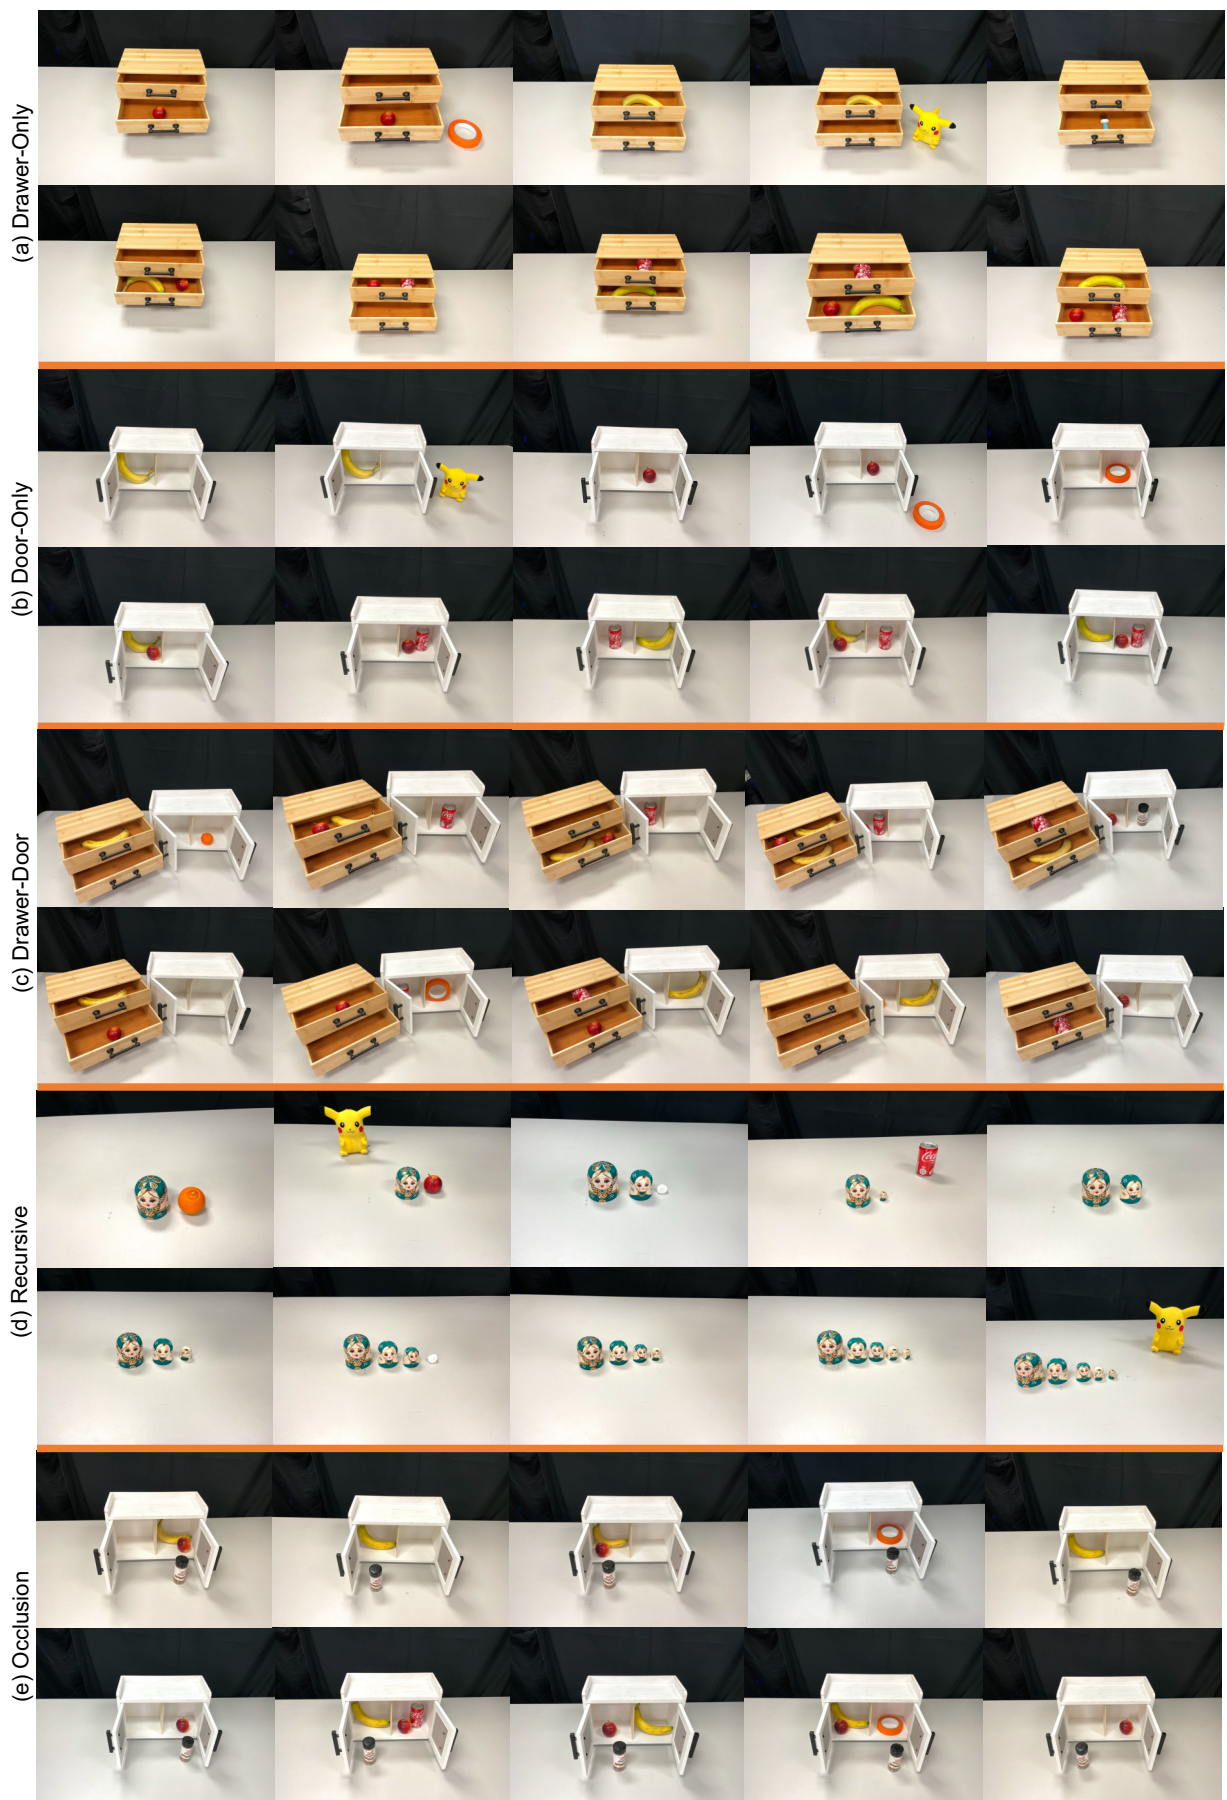 (a) Drawer-Only
(b) Door-Only
(c) Drawer-Door
(d) Recursive
(e) Occlusion